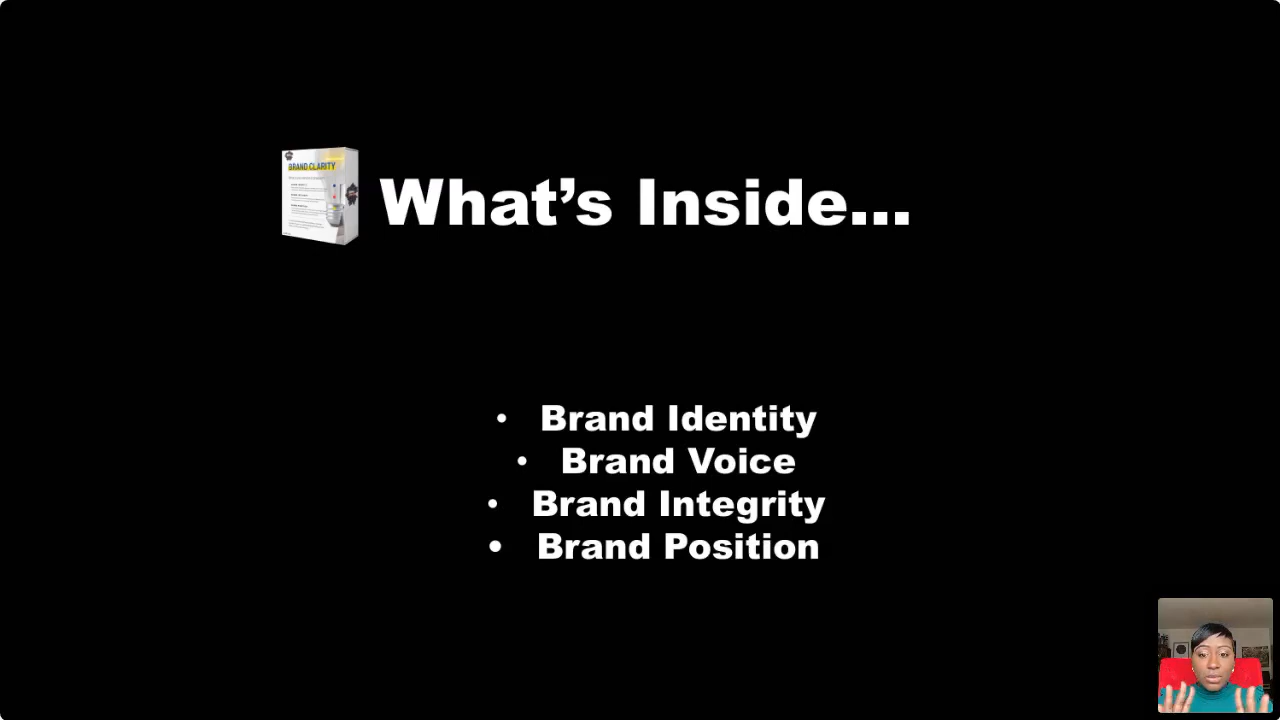 BRAND CLARITY
What’s Inside…
• Brand Identity
• Brand Voice
• Brand Integrity
• Brand Position